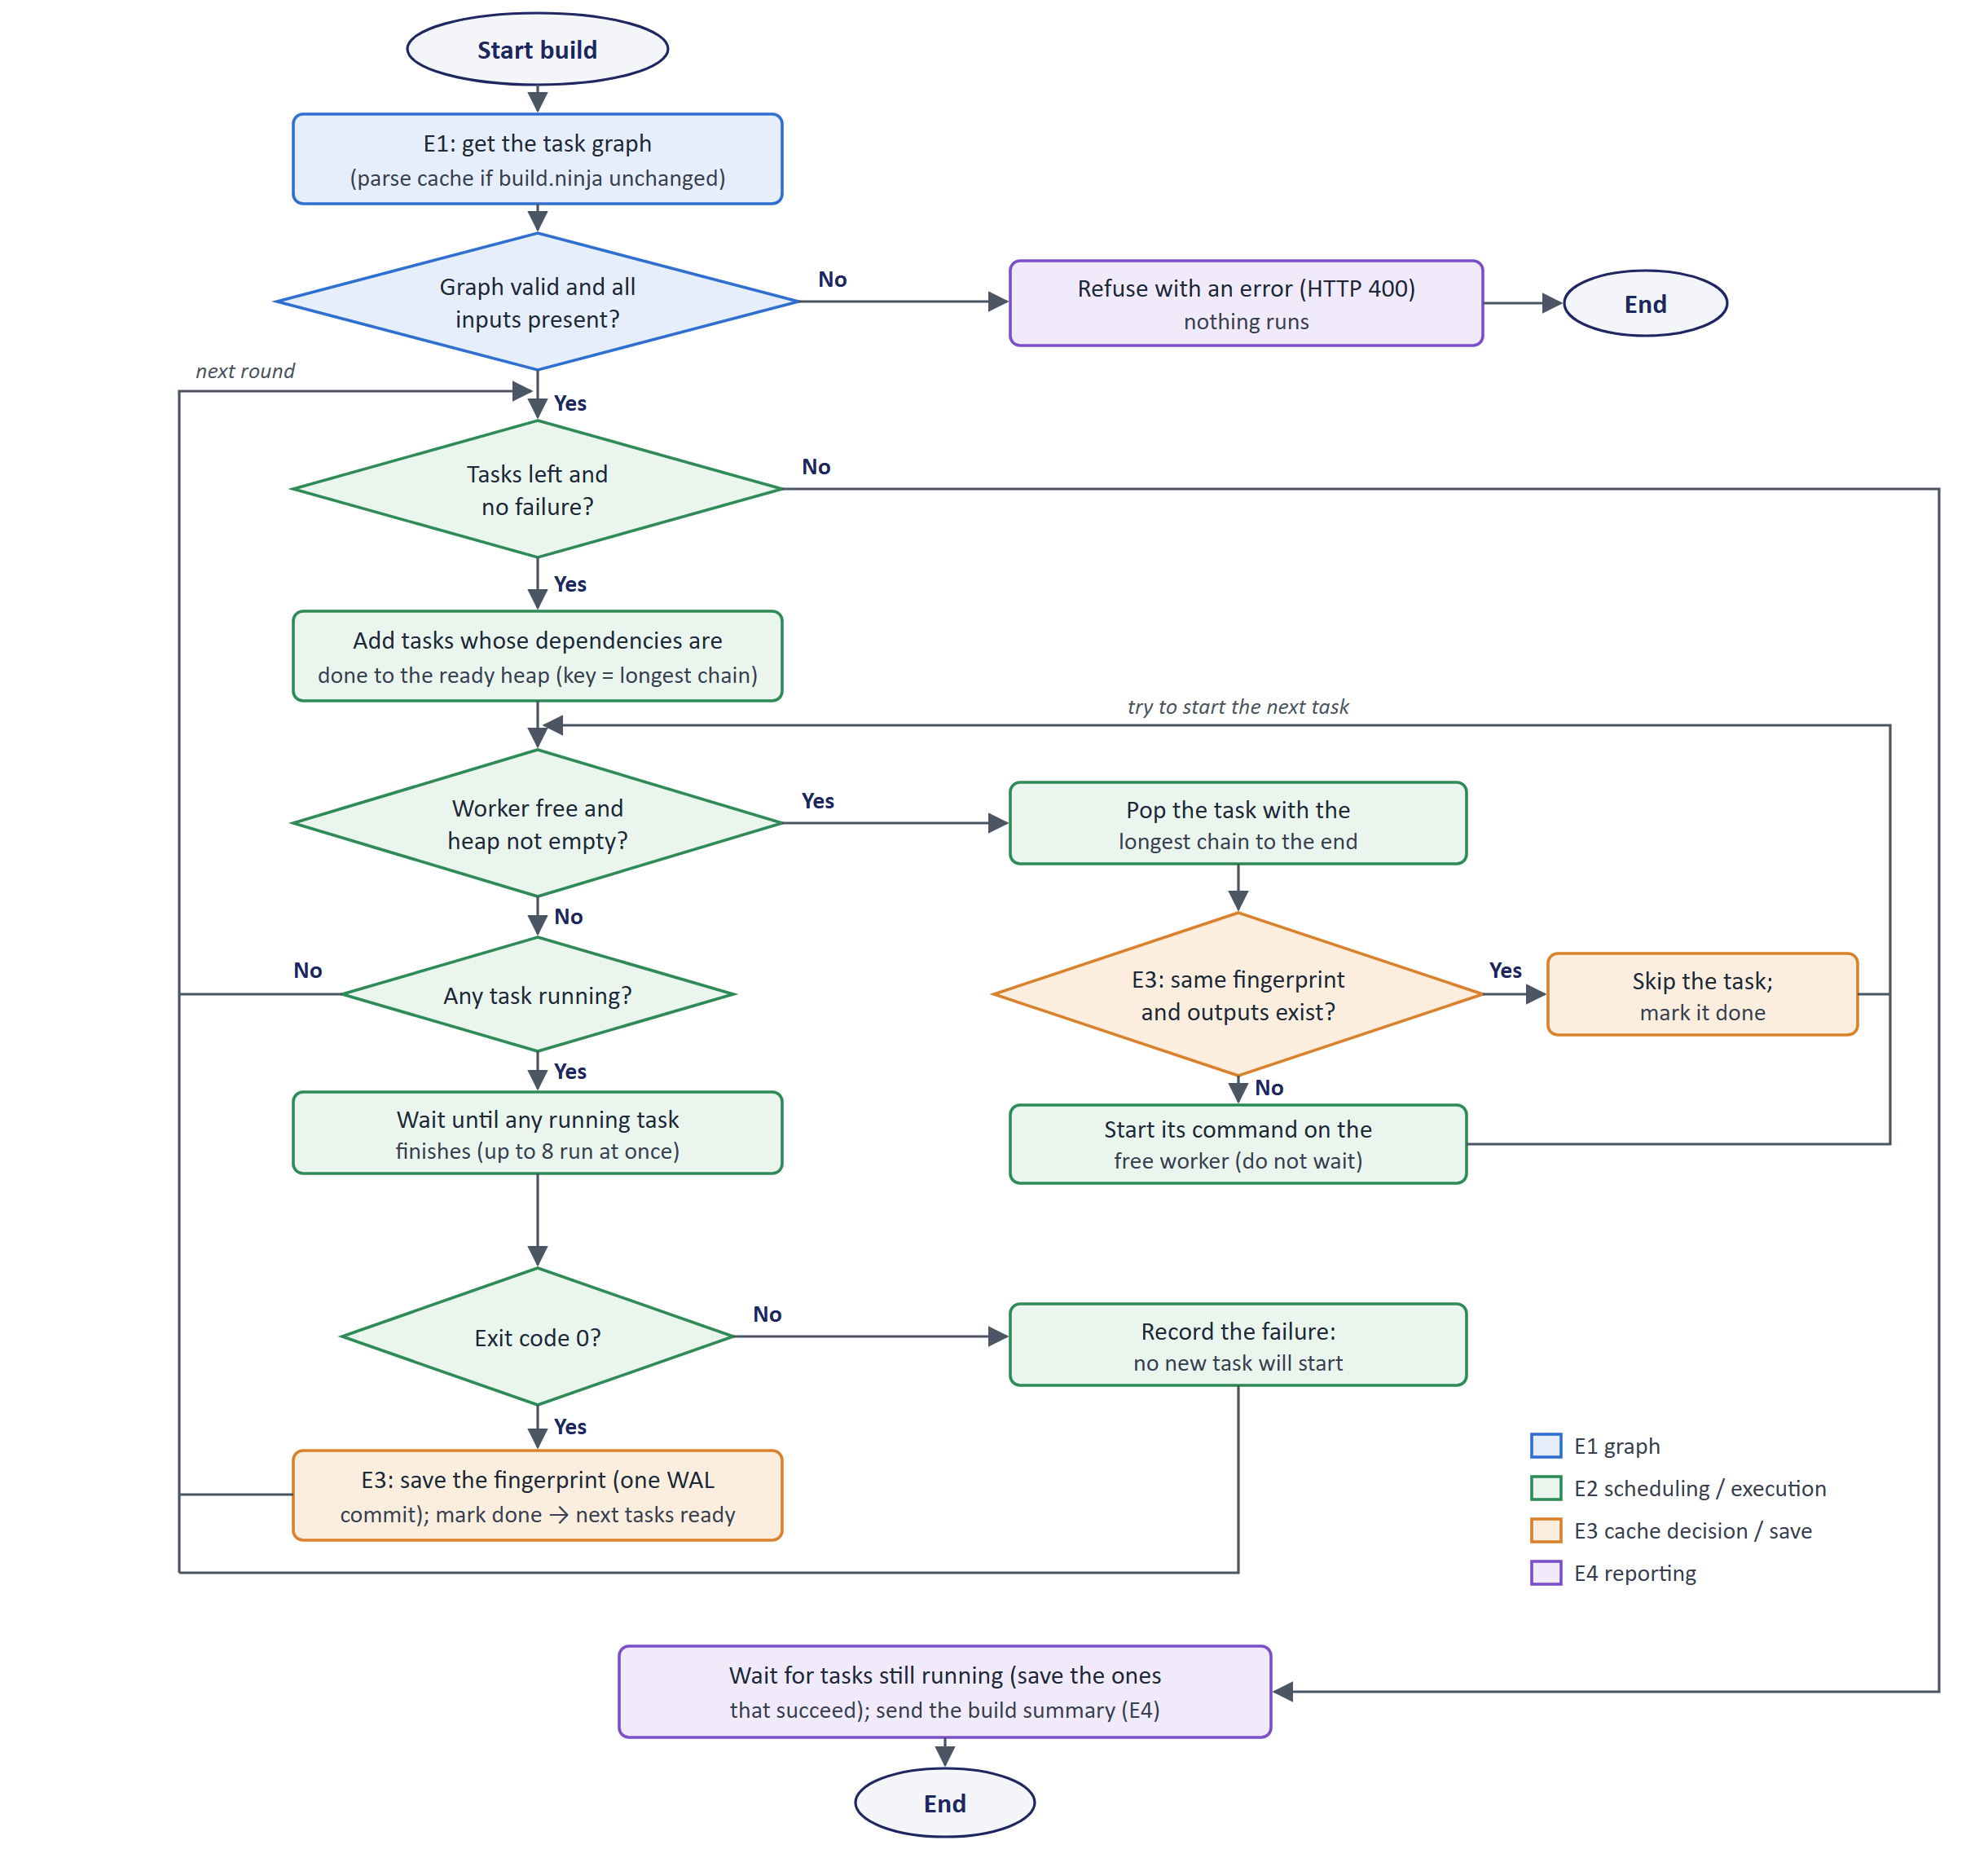 Start build
E1: get the task graph
(parse cache if build.ninja unchanged)
Graph valid and all
inputs present?
No
Refuse with an error (HTTP 400)
nothing runs
End
next round
Yes
Tasks left and
no failure?
No
Yes
Add tasks whose dependencies are
done to the ready heap (key = longest chain)
try to start the next task
Worker free and
heap not empty?
Yes
Pop the task with the
longest chain to the end
No
Any task running?
No
E3: same fingerprint
and outputs exist?
Yes
Skip the task;
mark it done
Yes
No
Wait until any running task
finishes (up to 8 run at once)
Start its command on the
free worker (do not wait)
Exit code 0?
No
Record the failure:
no new task will start
Yes
E3: save the fingerprint (one WAL
commit); mark done → next tasks ready
E1 graph
E2 scheduling / execution
E3 cache decision / save
E4 reporting
Wait for tasks still running (save the ones
that succeed); send the build summary (E4)
End